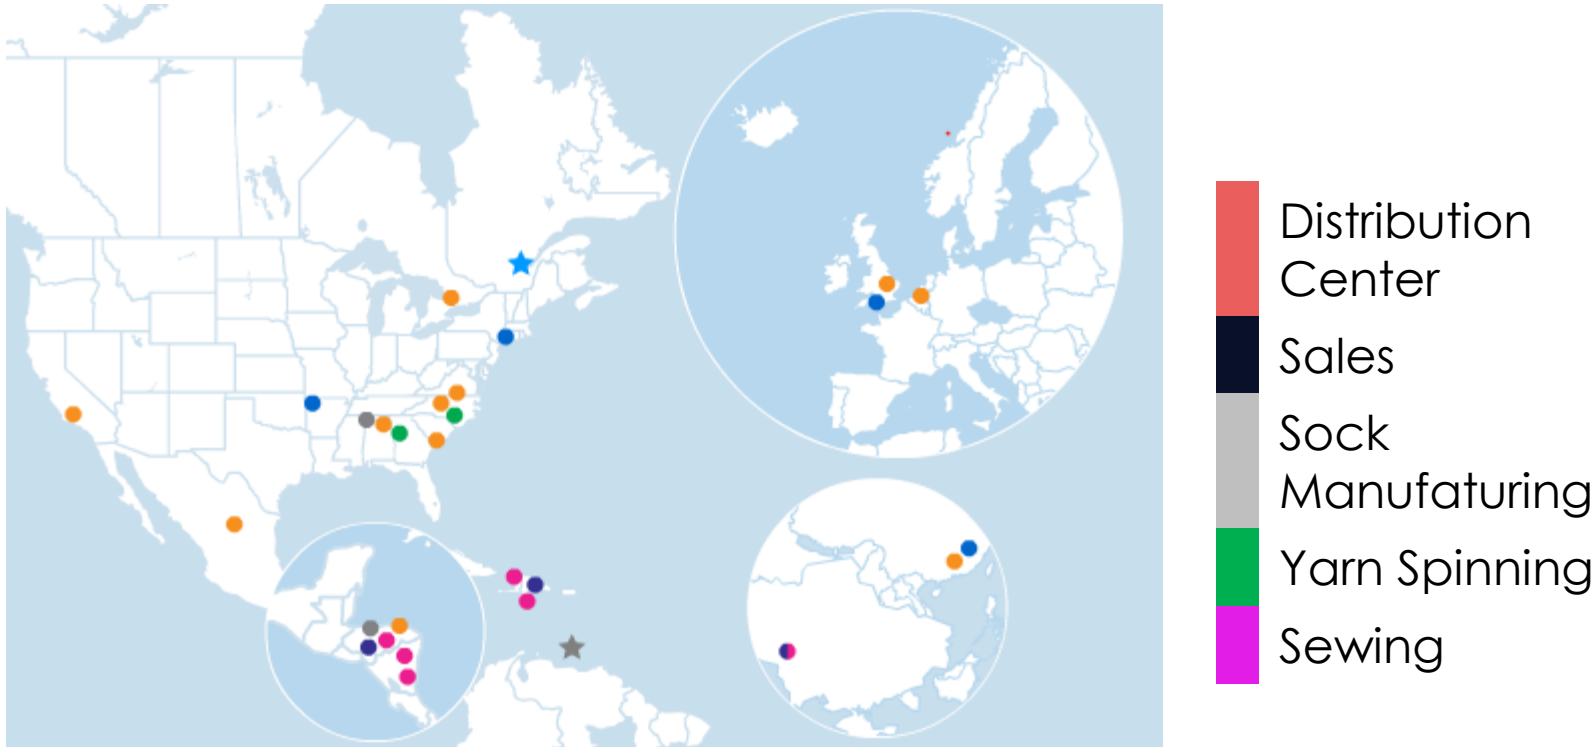 Distribution
Center
Sales
Sock
Manufaturing
Yarn Spinning
Sewing